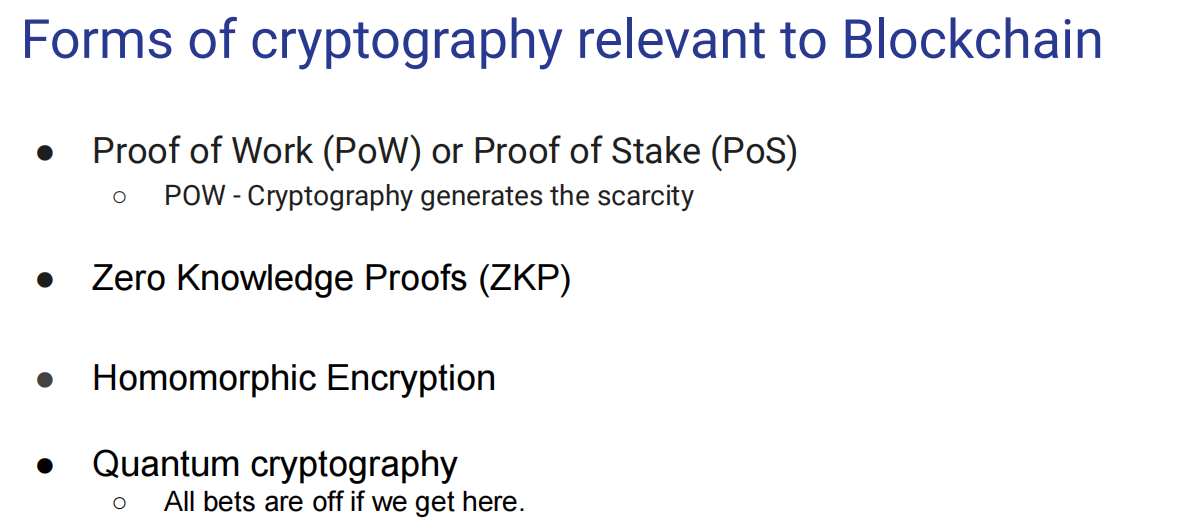 Forms of cryptography relevant to Blockchain
● Proof of Work (PoW) or Proof of Stake (PoS)
○ POW - Cryptography generates the scarcity
● Zero Knowledge Proofs (ZKP)
● Homomorphic Encryption
● Quantum cryptography
○ All bets are off if we get here.